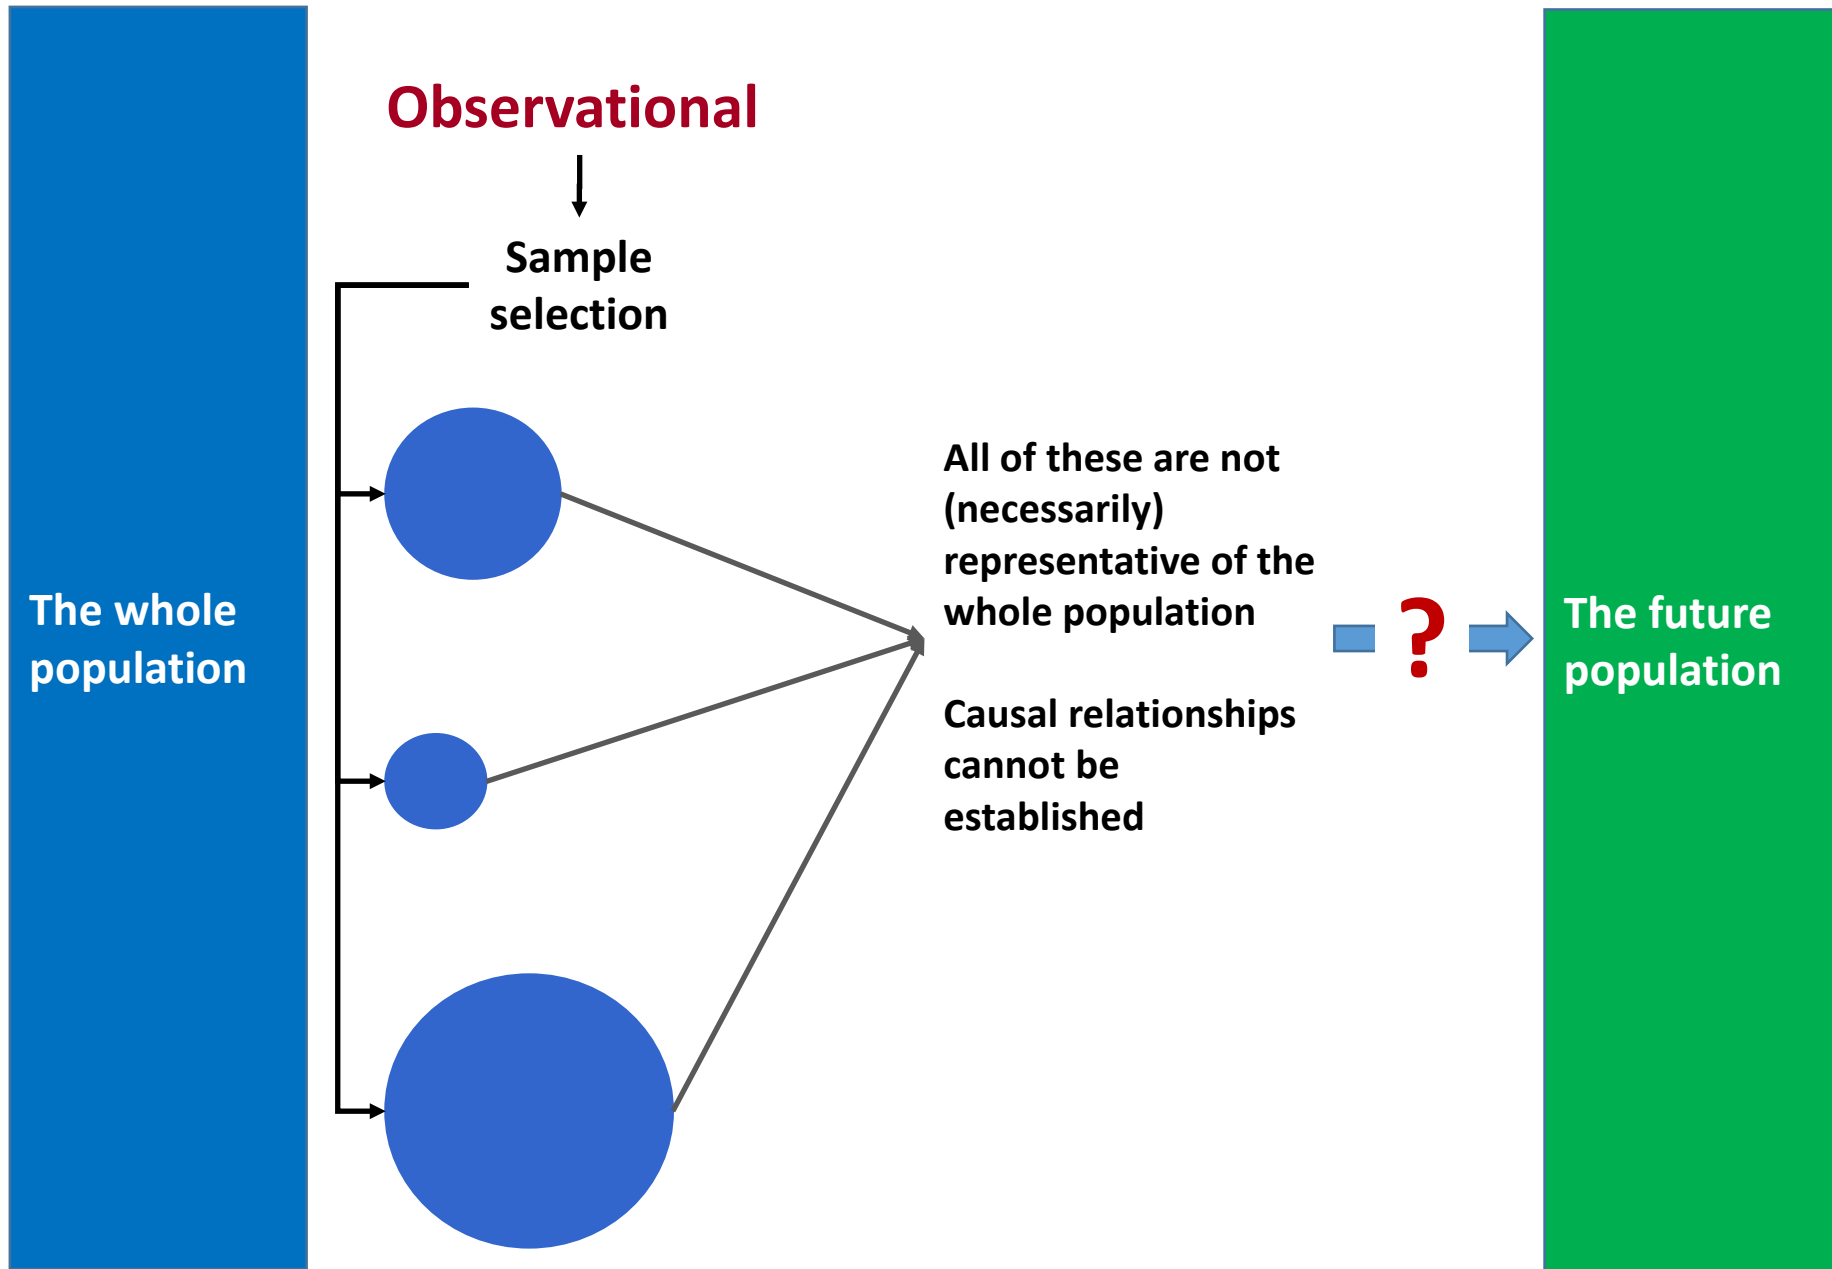 Observational
Sample
selection
The whole
population
All of these are not
(necessarily)
representative of the
whole population
Causal relationships
cannot be
established
?
The future
population